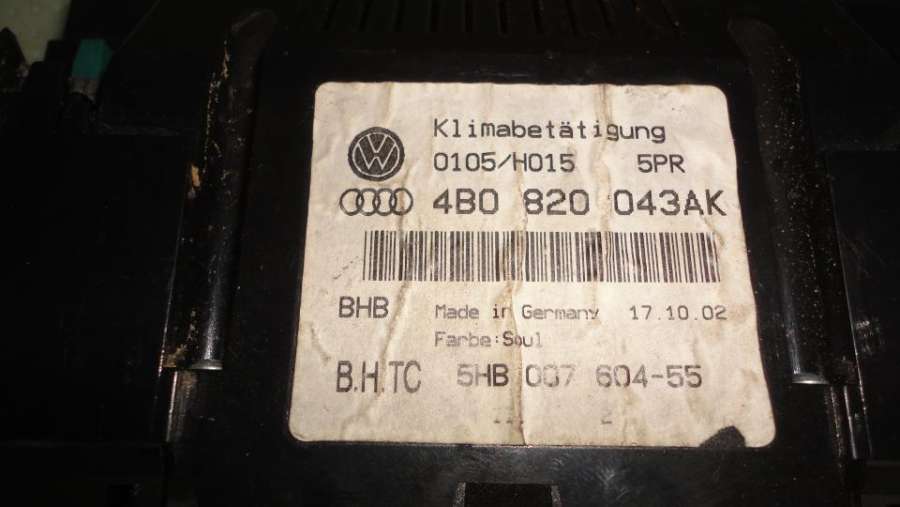 Klimabetätigung
0105/H015 5PR
4B0 820 043AK
BHB Made in Germany 17.10.02
Farbe:Soul
B.H.TC 5HB 007 604-55